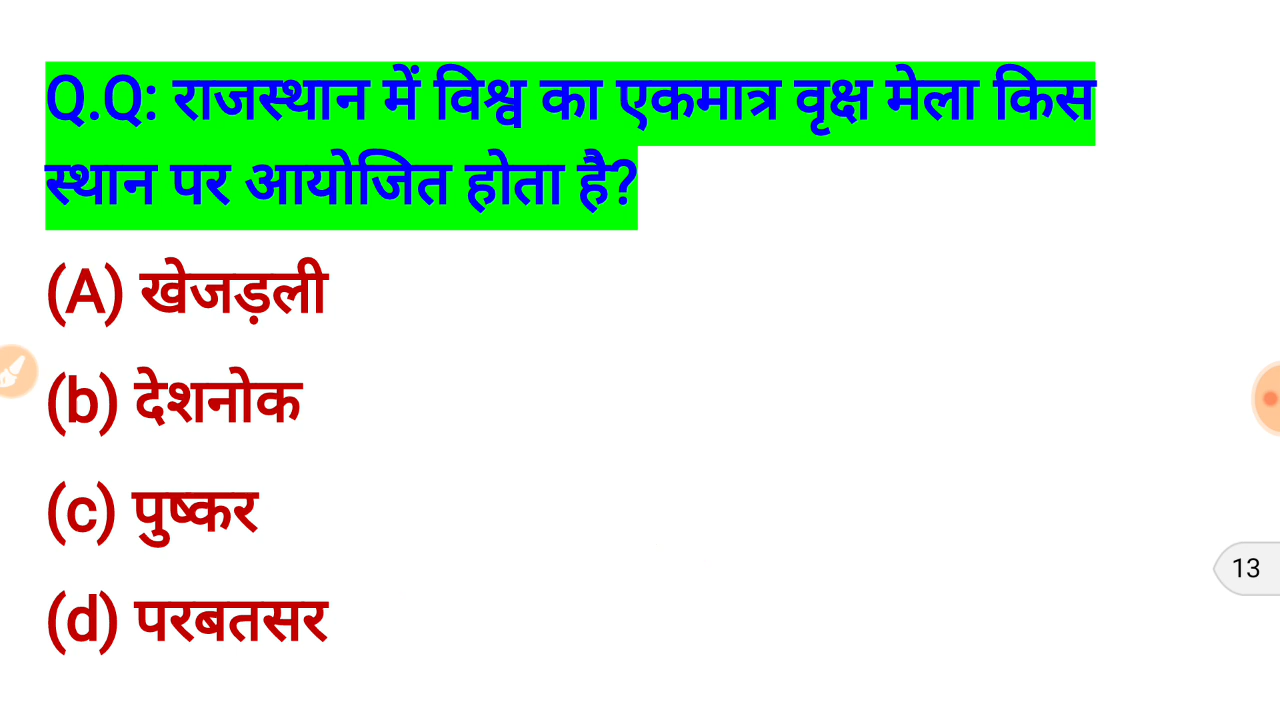 Q.Q: राजस्थान में विश्व का एकमात्र वृक्ष मेला किस
स्थान पर आयोजित होता है?
(A) खेजड़ली
(b) देशनोक
(c) पुष्कर
13
(d) परबतसर